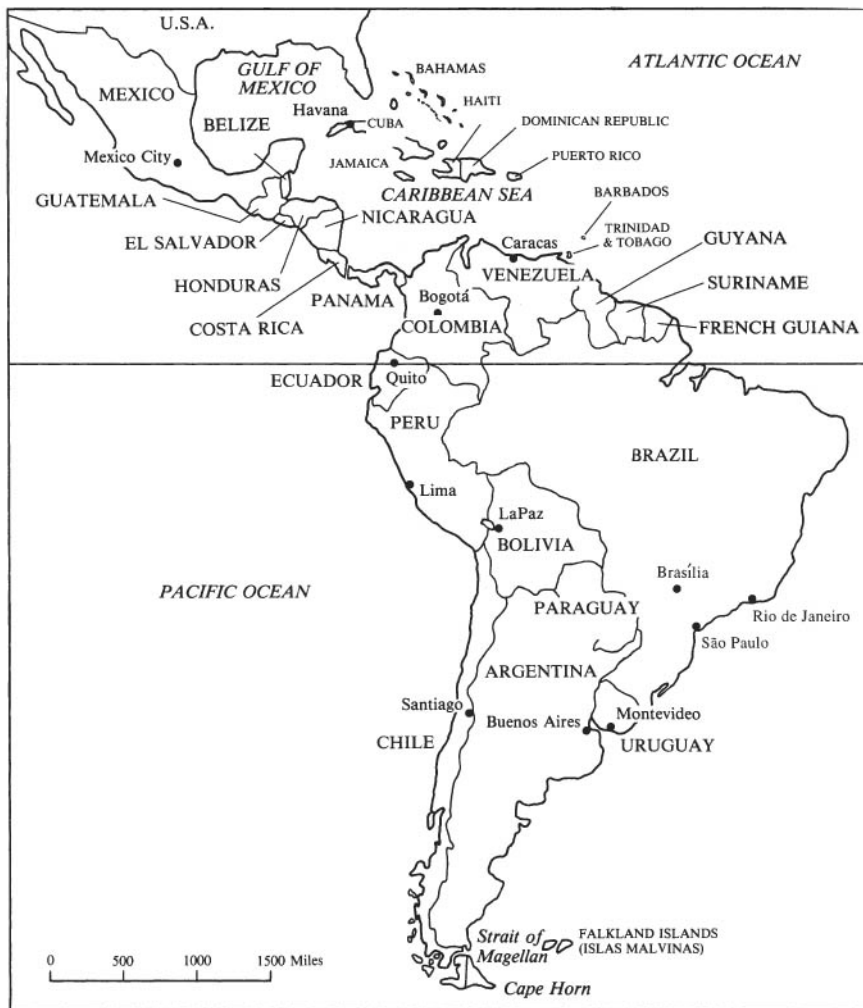 U.S.A.
GULF OF
MEXICO
ATLANTIC OCEAN
BAHAMAS
MEXICO
HAITI
Havana
CUBA
DOMINICAN REPUBLIC
BELIZE
Mexico City
JAMAICA
PUERTO RICO
CARIBBEAN SEA
BARBADOS
GUATEMALA
NICARAGUA
TRINIDAD
& TOBAGO
EL SALVADOR
Caracas
GUYANA
VENEZUELA
HONDURAS
SURINAME
PANAMA
Bogotá
COSTA RICA
COLOMBIA
FRENCH GUIANA
ECUADOR
Quito
PERU
BRAZIL
Lima
LaPaz
BOLIVIA
Brasília
PACIFIC OCEAN
PARAGUAY
Rio de Janeiro
São Paulo
ARGENTINA
Santiago
Buenos Aires
Montevideo
CHILE
URUGUAY
Strait of
Magellan
FALKLAND ISLANDS
(ISLAS MALVINAS)
0 500 1000 1500 Miles
Cape Horn